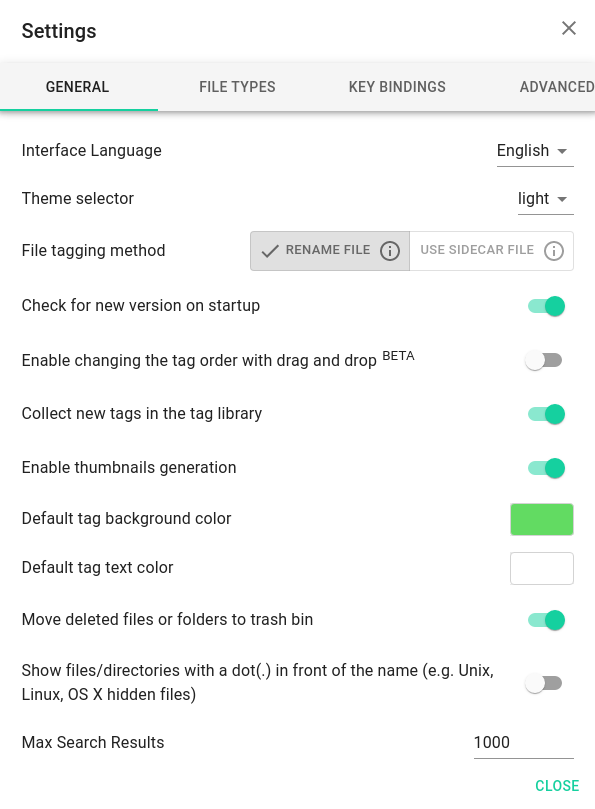 Settings
GENERAL FILE TYPES KEY BINDINGS ADVANCED
Interface Language English
Theme selector light
File tagging method RENAME FILE USE SIDECAR FILE
Check for new version on startup
Enable changing the tag order with drag and drop BETA
Collect new tags in the tag library
Enable thumbnails generation
Default tag background color
Default tag text color
Move deleted files or folders to trash bin
Show files/directories with a dot(.) in front of the name (e.g. Unix,
Linux, OS X hidden files)
Max Search Results 1000
CLOSE